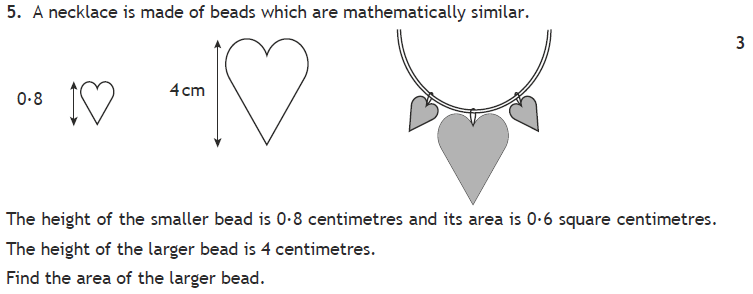 5. A necklace is made of beads which are mathematically similar.
3
0·8
4 cm
The height of the smaller bead is 0·8 centimetres and its area is 0·6 square centimetres.
The height of the larger bead is 4 centimetres.
Find the area of the larger bead.